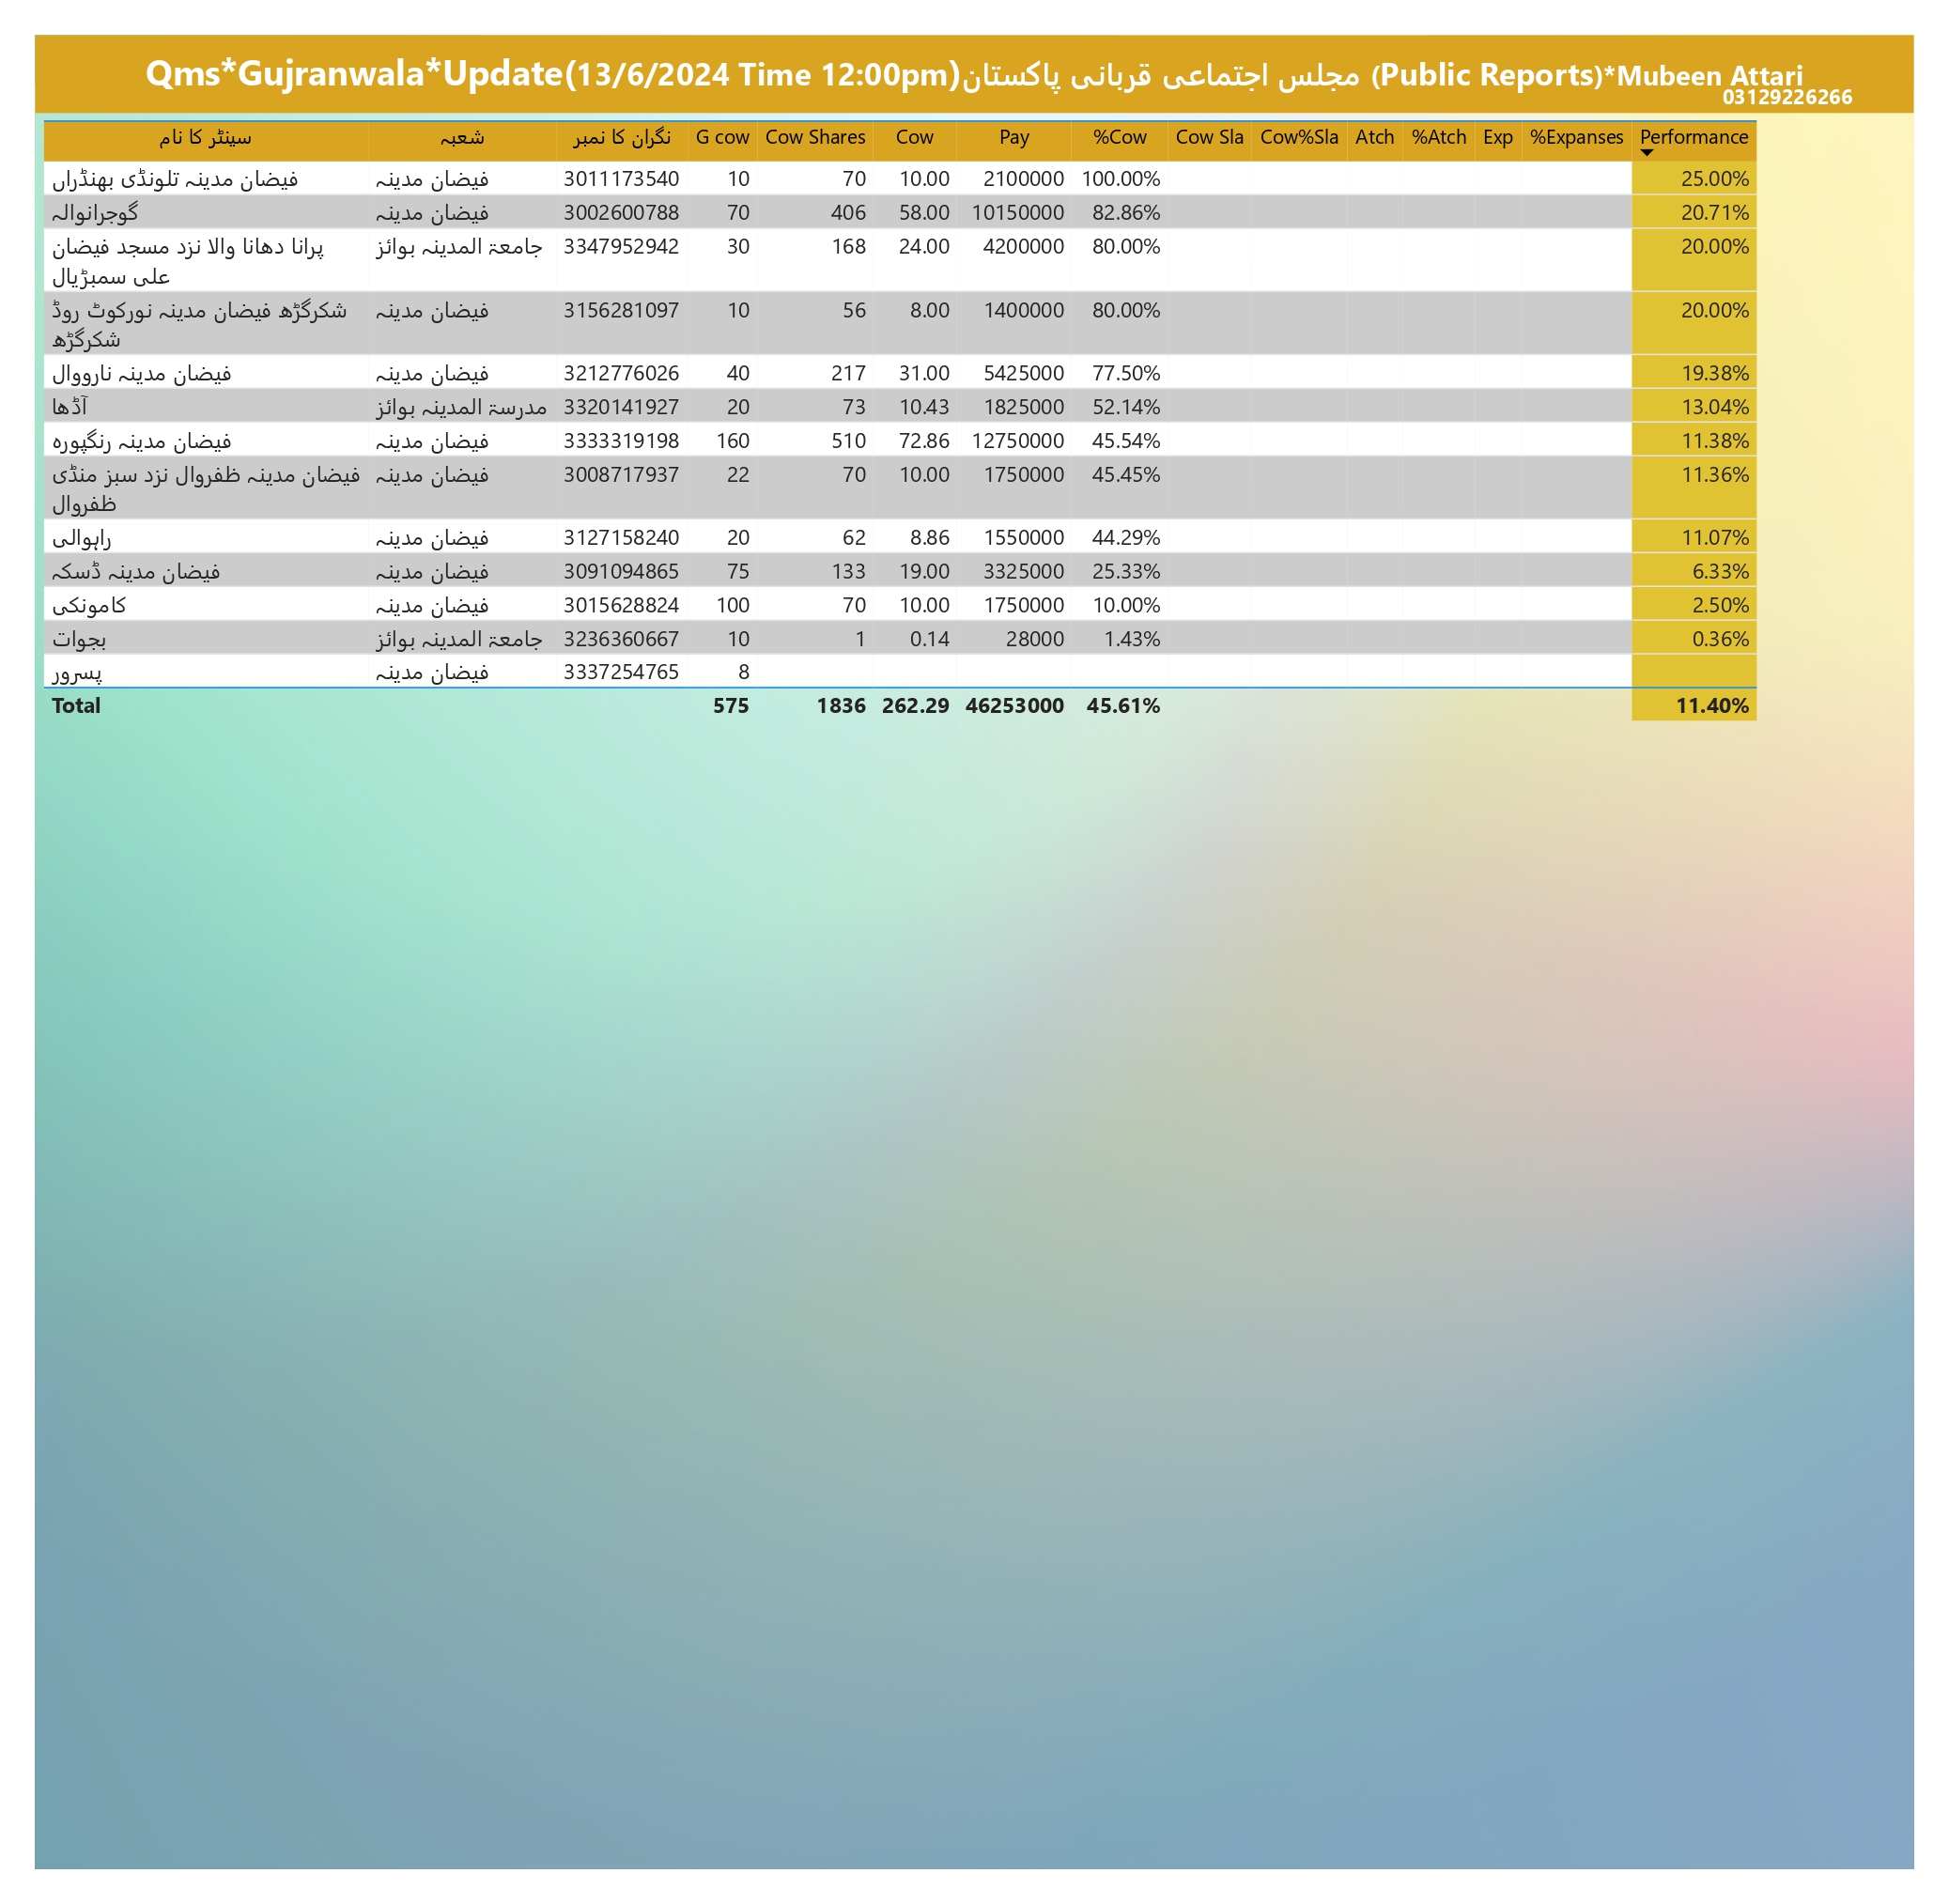 Qms*Gujranwala*Update(13/6/2024 Time 12:00pm)مجلس اجتماعی قربانی پاکستان (Public Reports)*Mubeen Attari
03129226266
سینٹر کا نام شعبہ نگران کا نمبر G cow Cow Shares Cow Pay %Cow Cow Sla Cow%Sla Atch %Atch Exp %Expanses Performance
فیضان مدینہ تلونڈی بھنڈراں فیضان مدینہ 3011173540 10 70 10.00 2100000 100.00% 25.00%
گوجرانوالہ فیضان مدینہ 3002600788 70 406 58.00 10150000 82.86% 20.71%
پرانا دھانا والا نزد مسجد فیضان جامعۃ المدینہ بوائز 3347952942 30 168 24.00 4200000 80.00% 20.00%
علی سمبڑیال
شکرگڑھ فیضان مدینہ نورکوٹ روڈ فیضان مدینہ 3156281097 10 56 8.00 1400000 80.00% 20.00%
شکرگڑھ
فیضان مدینہ نارووال فیضان مدینہ 3212776026 40 217 31.00 5425000 77.50% 19.38%
آڈھا مدرسۃ المدینہ بوائز 3320141927 20 73 10.43 1825000 52.14% 13.04%
فیضان مدینہ رنگپورہ فیضان مدینہ 3333319198 160 510 72.86 12750000 45.54% 11.38%
فیضان مدینہ ظفروال نزد سبز منڈی فیضان مدینہ 3008717937 22 70 10.00 1750000 45.45% 11.36%
ظفروال
راہوالی فیضان مدینہ 3127158240 20 62 8.86 1550000 44.29% 11.07%
فیضان مدینہ ڈسکہ فیضان مدینہ 3091094865 75 133 19.00 3325000 25.33% 6.33%
کامونکی فیضان مدینہ 3015628824 100 70 10.00 1750000 10.00% 2.50%
بجوات جامعۃ المدینہ بوائز 3236360667 10 1 0.14 28000 1.43% 0.36%
پسرور فیضان مدینہ 3337254765 8
Total 575 1836 262.29 46253000 45.61% 11.40%